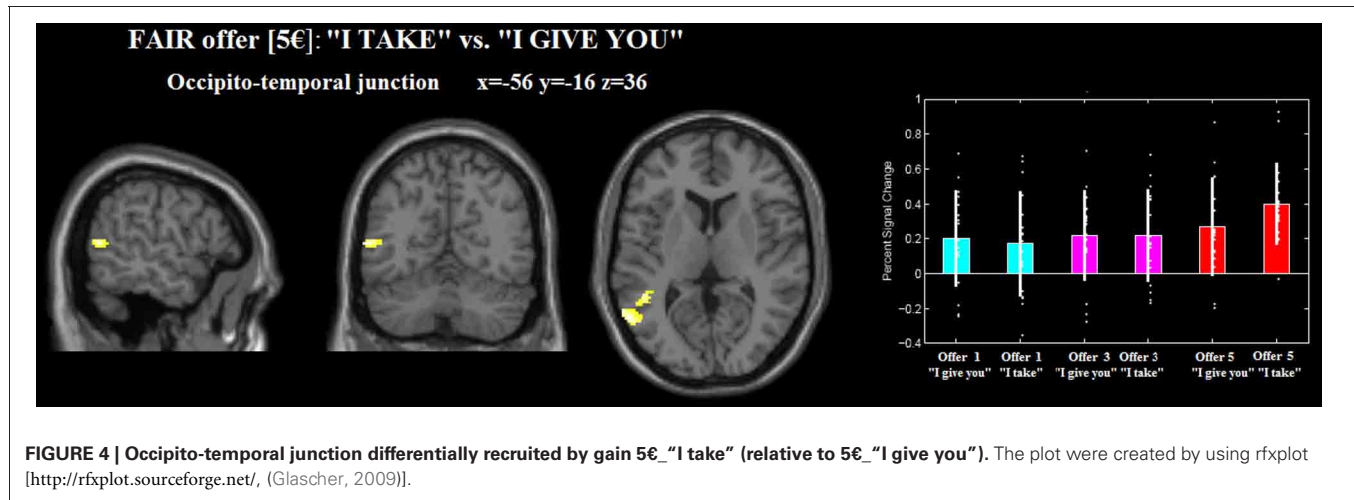 FAIR offer [5€]: "I TAKE" vs. "I GIVE YOU"
Occipito-temporal junction x=-56 y=-16 z=36
Percent Signal Change
1
0.8
0.6
0.4
0.2
0
−0.2
−0.4
Offer 1 Offer 1 Offer 3 Offer 3 Offer 5 Offer 5
"I give you" "I take" "I give you" "I take" "I give you" "I take"
FIGURE 4 | Occipito-temporal junction differentially recruited by gain 5€_“I take” (relative to 5€_“I give you”). The plot were created by using rfxplot
[http://rfxplot.sourceforge.net/, (Glascher, 2009)].